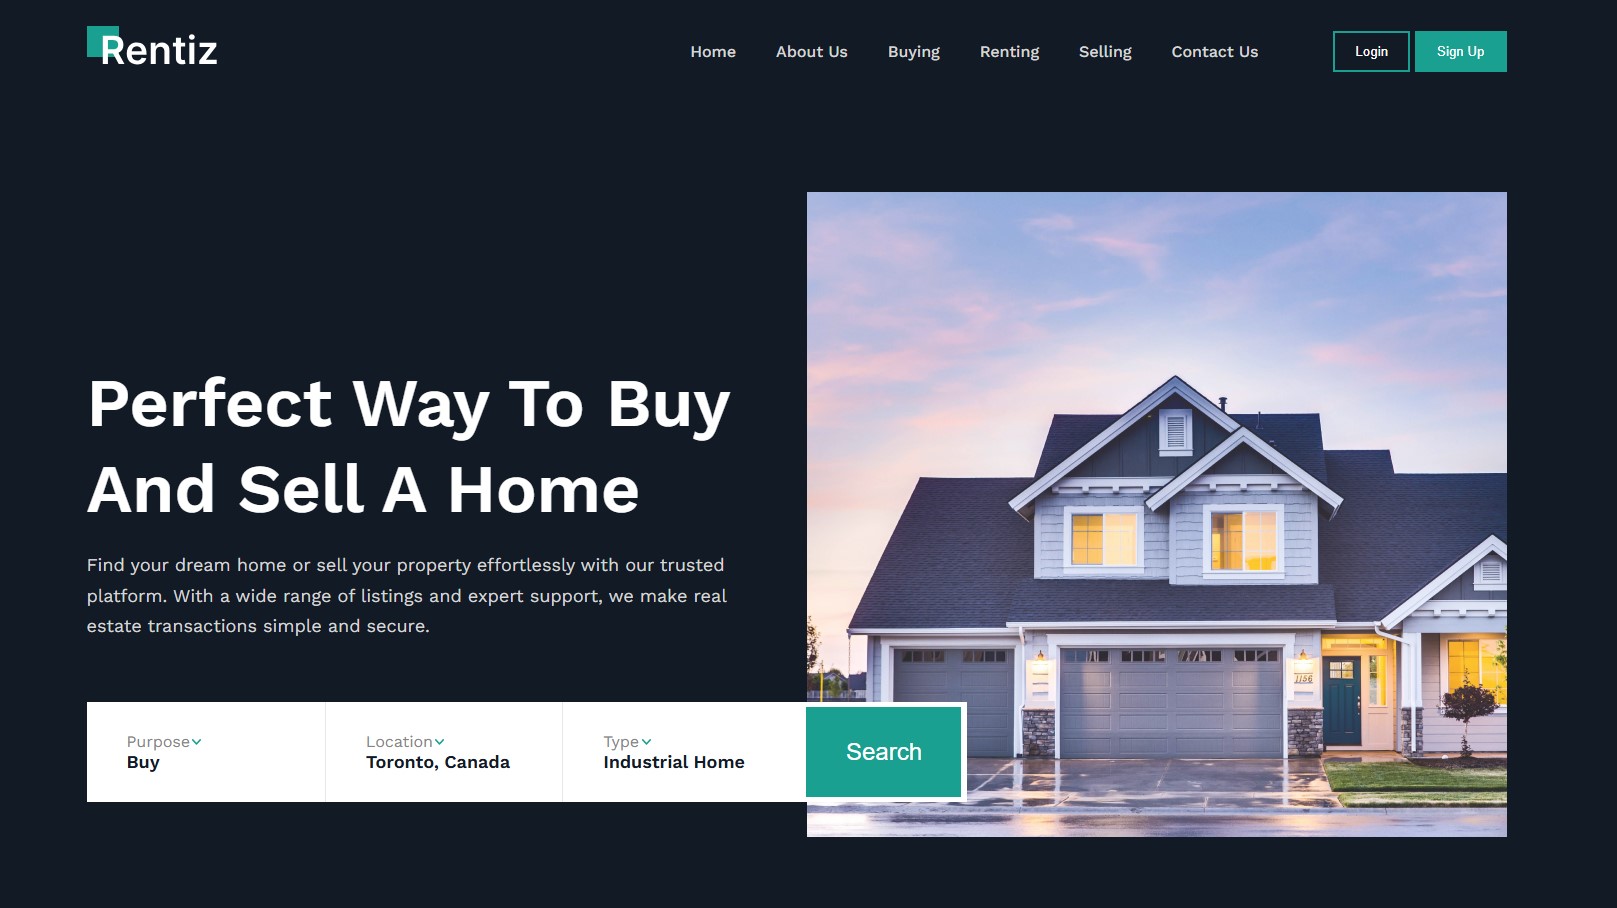 Rentiz
Home About Us Buying Renting Selling Contact Us Login Sign Up
Perfect Way To Buy
And Sell A Home
Find your dream home or sell your property effortlessly with our trusted
platform. With a wide range of listings and expert support, we make real
estate transactions simple and secure.
1156
Purpose Location Type
Buy Toronto, Canada Industrial Home
Search